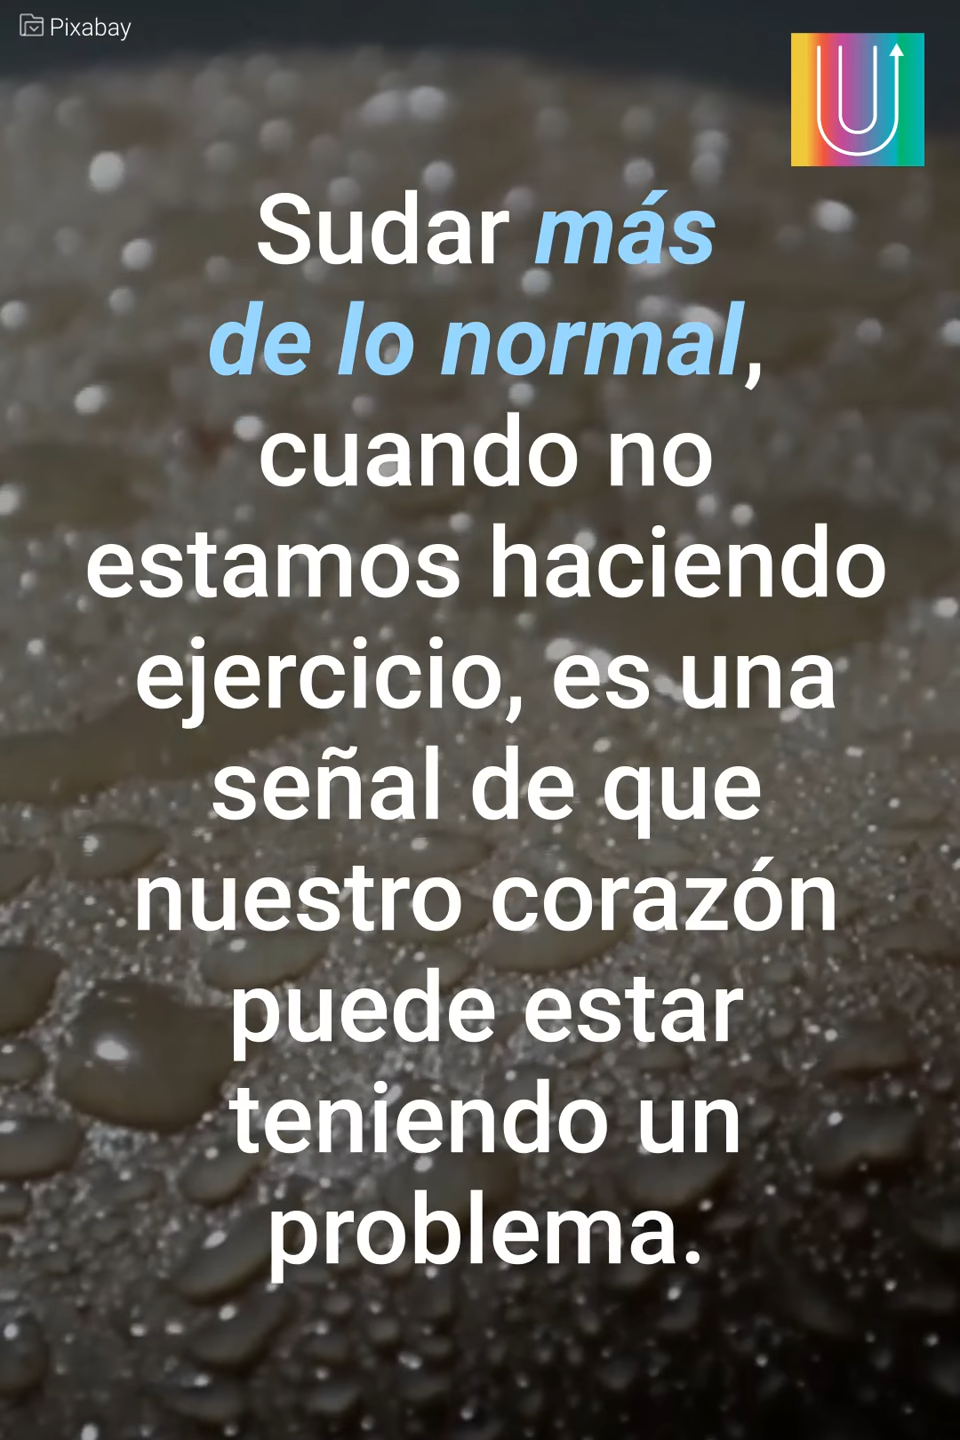 Pixabay
U
Sudar más
de lo normal,
cuando no
estamos haciendo
ejercicio, es una
señal de que
nuestro corazón
puede estar
teniendo un
problema.